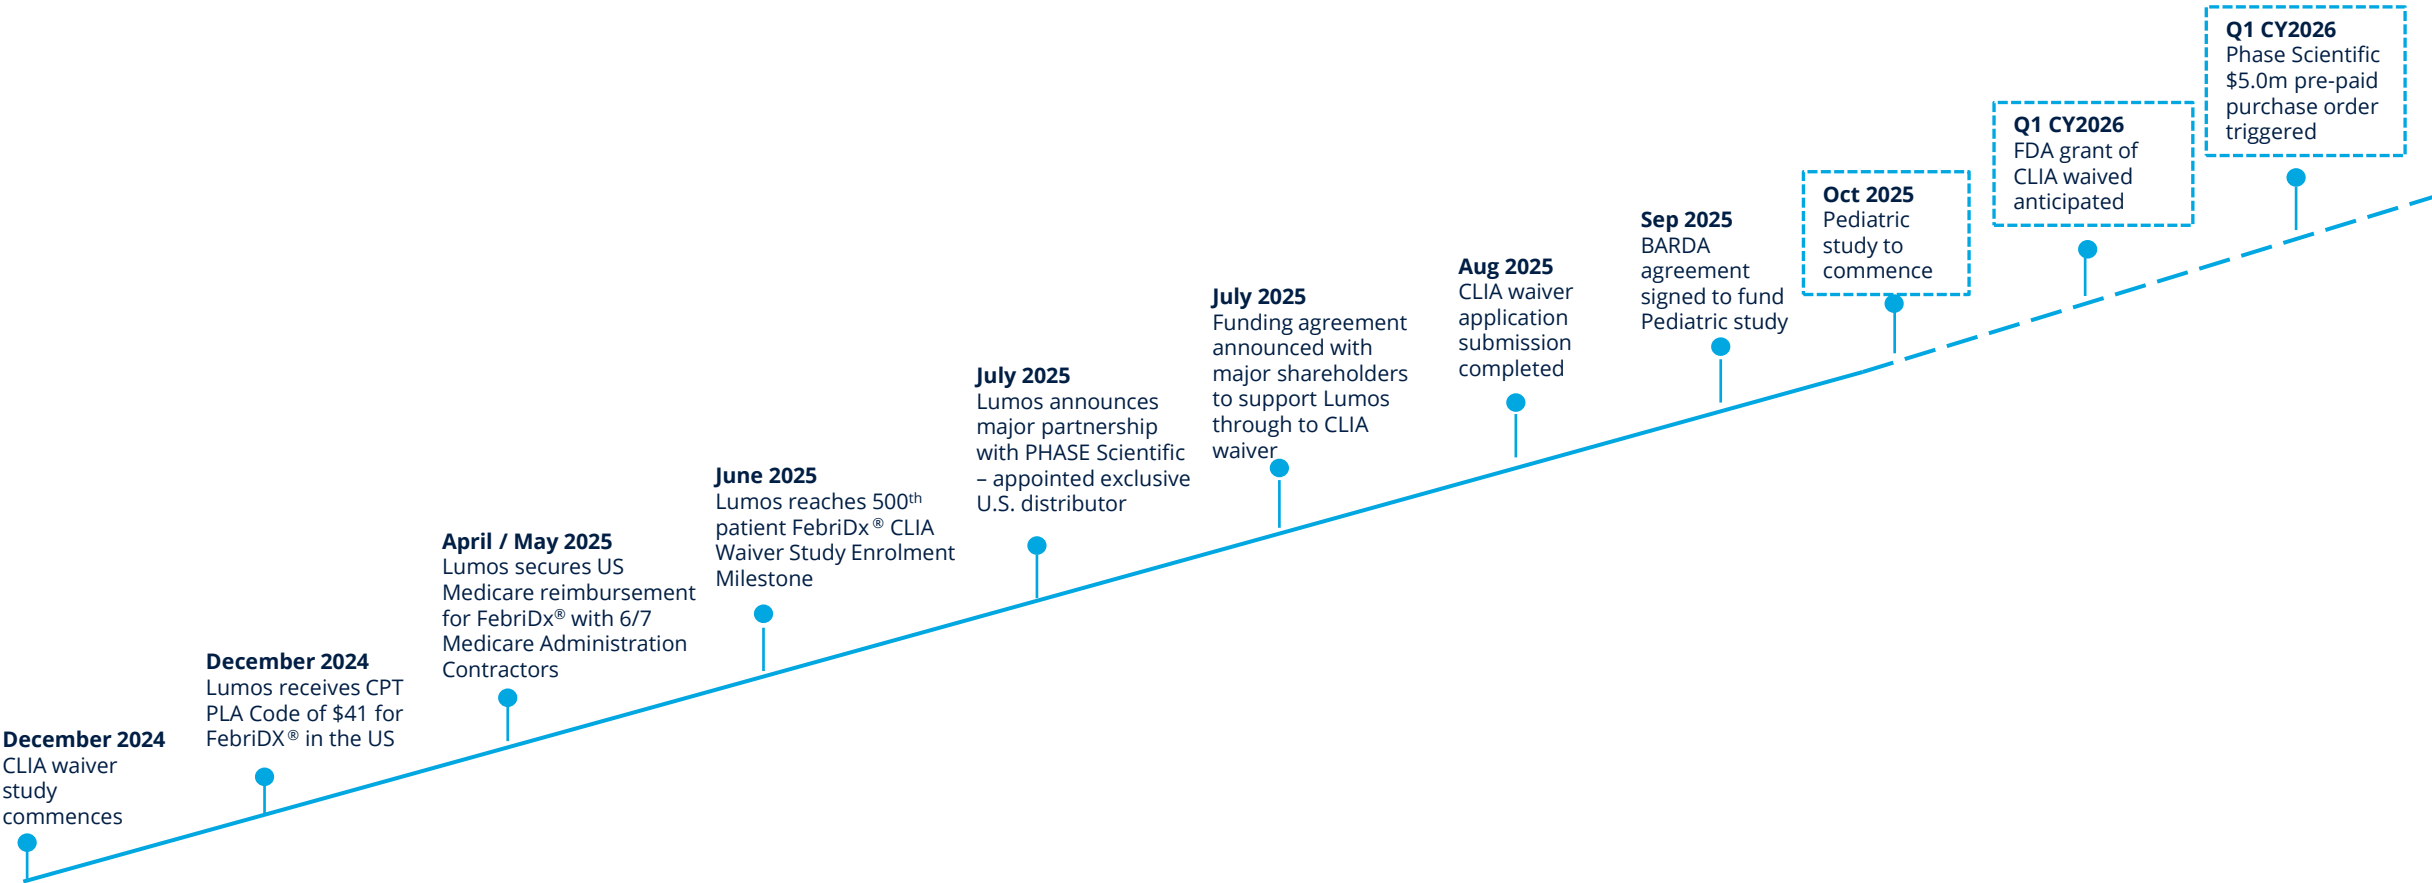 December 2024
CLIA waiver
study
commences
December 2024
Lumos receives CPT
PLA Code of $41 for
FebriDX® in the US
April / May 2025
Lumos secures US
Medicare reimbursement
for FebriDx® with 6/7
Medicare Administration
Contractors
June 2025
Lumos reaches 500th
patient FebriDx® CLIA
Waiver Study Enrolment
Milestone
July 2025
Lumos announces
major partnership
with PHASE Scientific
– appointed exclusive
U.S. distributor
July 2025
Funding agreement
announced with
major shareholders
to support Lumos
through to CLIA
waiver
Aug 2025
CLIA waiver
application
submission
completed
Sep 2025
BARDA
agreement
signed to fund
Pediatric study
Oct 2025
Pediatric
study to
commence
Q1 CY2026
FDA grant of
CLIA waived
anticipated
Q1 CY2026
Phase Scientific
$5.0m pre-paid
purchase order
triggered